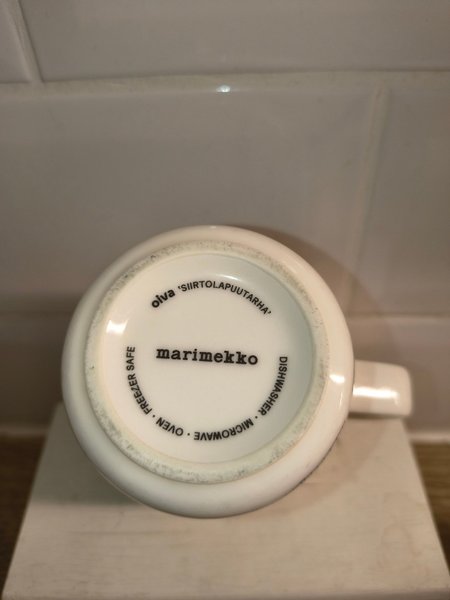 oiva 'SIIRTOLAPUUTARHA'
marimekko
DISHWASHER · MICROWAVE · OVEN · FREEZER SAFE